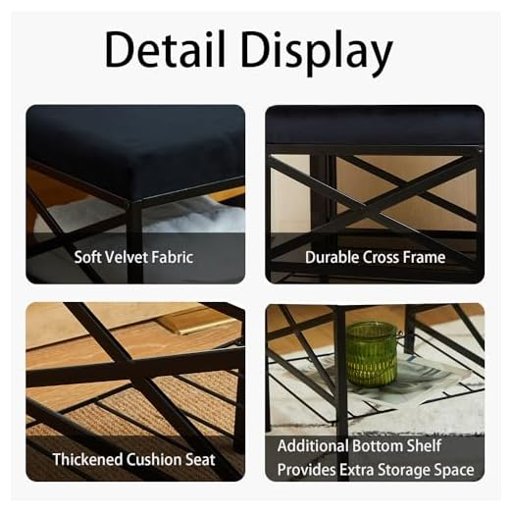 Detail Display
Soft Velvet Fabric
Durable Cross Frame
Thickened Cushion Seat
Additional Bottom Shelf
Provides Extra Storage Space